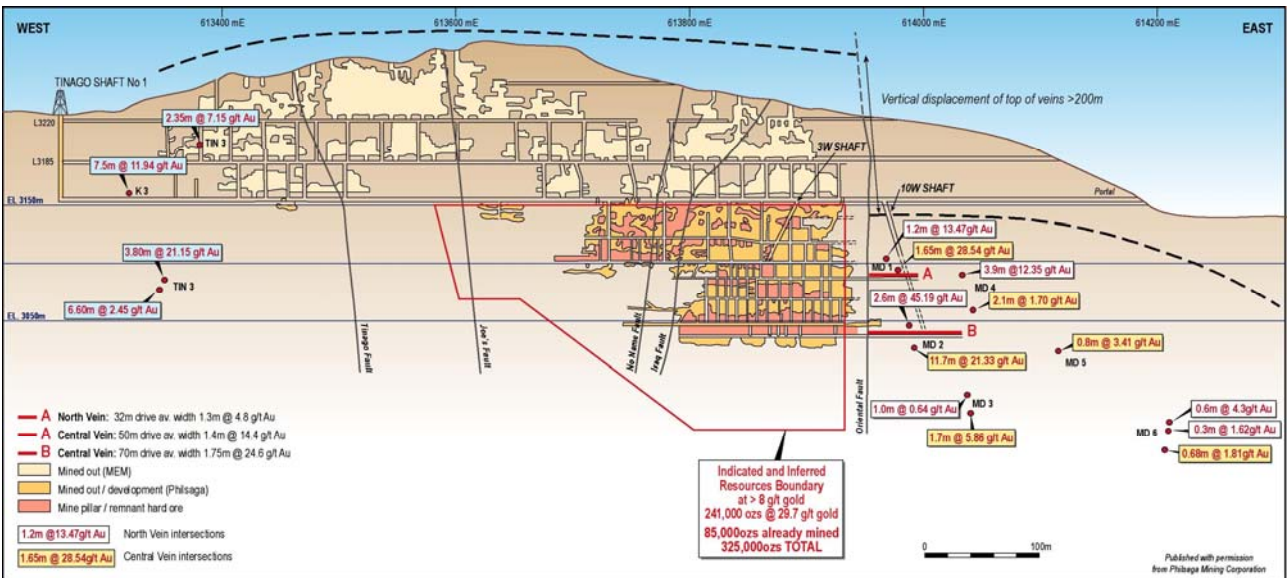 613400 mE
613600 mE
613800 mE
614000 mE
614200 mE
WEST
EAST
TINAGO SHAFT No 1
Vertical displacement of top of veins >200m
2.35m @ 7.15 g/t Au
TIN 3
L3220
L3185
7.5m @ 11.94 g/t Au
K 3
3W SHAFT
10W SHAFT
Portal
EL 3150m
1.2m @ 13.47g/t Au
1.65m @ 28.54 g/t Au
MD 1
A
3.9m @12.35 g/t Au
MD 4
3.80m @ 21.15 g/t Au
TIN 3
6.60m @ 2.45 g/t Au
2.6m @ 45.19 g/t Au
2.1m @ 1.70 g/t Au
EL. 3050m
B
MD 2
0.8m @ 3.41 g/t Au
MD 5
11.7m @ 21.33 g/t Au
Tinago Fault
Joe's Fault
No Name Fault
Iraq Fault
Oriental Fault
1.0m @ 0.64 g/t Au
MD 3
1.7m @ 5.86 g/t Au
0.6m @ 4.3g/t Au
MD 6
0.3m @ 1.62g/t Au
0.68m @ 1.81g/t Au
A North Vein: 32m drive av. width 1.3m @ 4.8 g/t Au
A Central Vein: 50m drive av. width 1.4m @ 14.4 g/t Au
B Central Vein: 70m drive av. width 1.75m @ 24.6 g/t Au
Mined out (MEM)
Mined out / development (Philsaga)
Mine pillar / remnant hard ore
1.2m @13.47g/t Au North Vein intersections
1.65m @ 28.54g/t Au Central Vein intersections
Indicated and Inferred
Resources Boundary
at > 8 g/t gold
241,000 ozs @ 29.7 g/t gold
85,000ozs already mined
325,000ozs TOTAL
0 100m
Published with permission
from Philsaga Mining Corporation